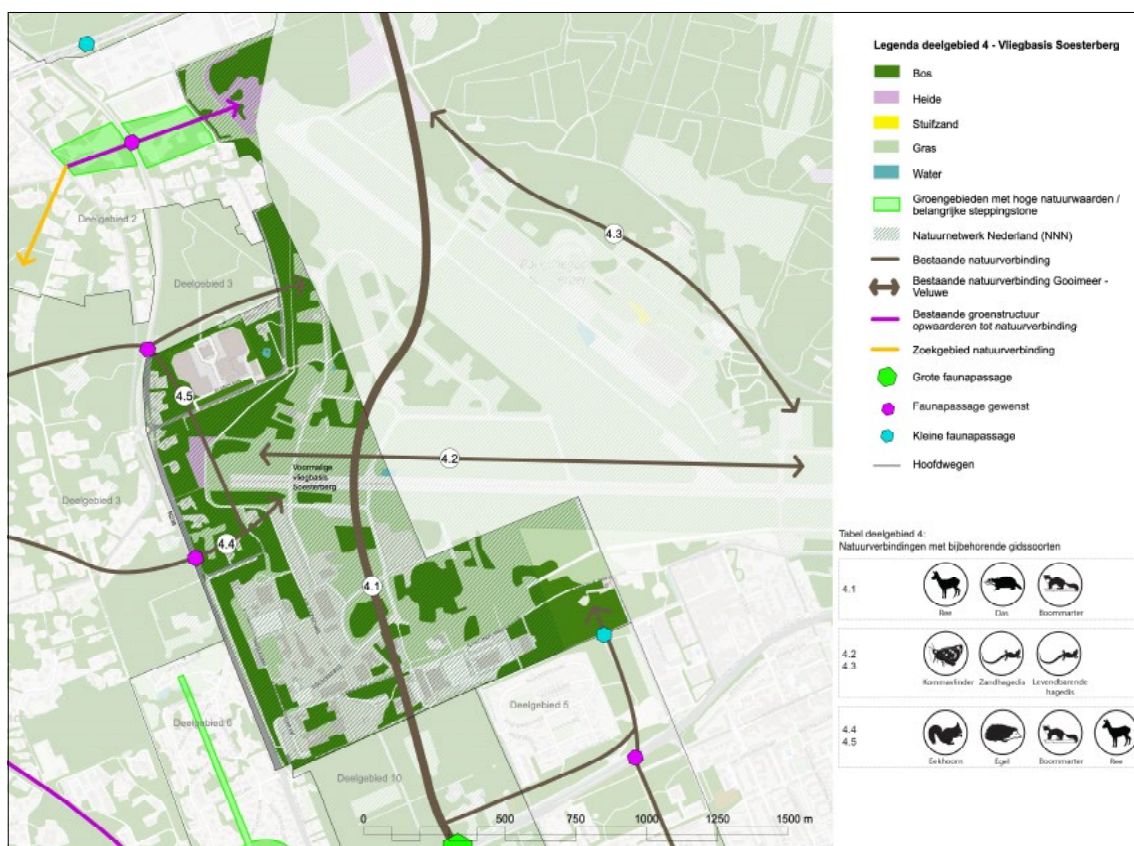 Legenda deelgebied 4 - Vliegbasis Soesterberg
Bos
Heide
Stuifzand
Gras
Water
Groengebieden met hoge natuurwaarden /
belangrijke steppingstone
Natuurnetwerk Nederland (NNN)
Bestaande natuurverbinding
Bestaande natuurverbinding Gooimeer -
Veluwe
Bestaande groenstructuur
opwaarderen tot natuurverbinding
Zoekgebied natuurverbinding
Grote faunapassage
Faunapassage gewenst
Kleine faunapassage
Hoofdwegen
Deelgebied 2
Deelgebied 3
4.3
4.5
4.2
Voormalige
vliegbasis
Soesterberg
Deelgebied 3
4.4
4.1
Deelgebied 6
Deelgebied 5
Deelgebied 10
0 250 500 750 1000 1250 1500 m
Tabel deelgebied 4:
Natuurverbindingen met bijbehorende gidssoorten
4.1
Ree Das Boommarter
4.2
4.3
Kommavlinder Zandhagedis Levendbarende
hagedis
4.4
4.5
Eekhoorn Egel Boommarter Ree